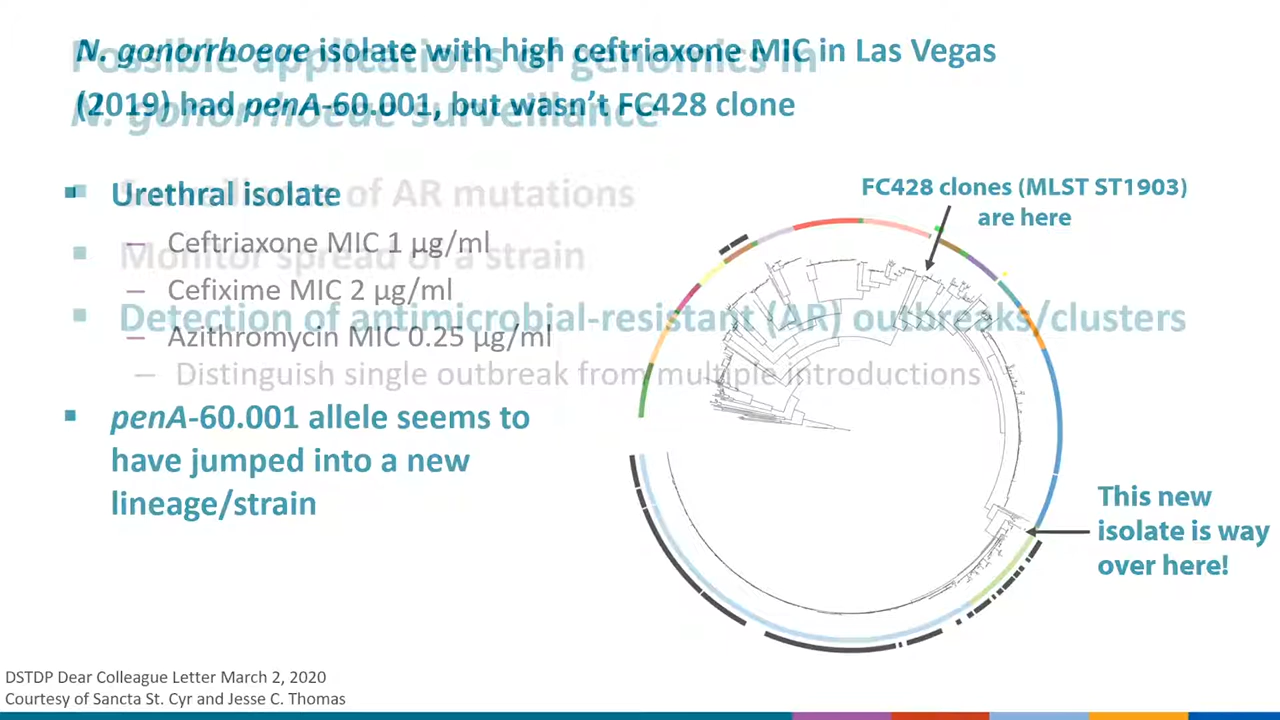 N. gonorrhoeae isolate with high ceftriaxone MIC in Las Vegas
(2019) had penA-60.001, but wasn't FC428 clone
Possible applications of genomics in
N. gonorrhoeae surveillance
▪ Urethral isolate
– Ceftriaxone MIC 1 µg/ml
– Cefixime MIC 2 µg/ml
– Azithromycin MIC 0.25 µg/ml
▪ penA-60.001 allele seems to
have jumped into a new
lineage/strain
▪ Surveillance of AR mutations
▪ Monitor spread of a strain
▪ Detection of antimicrobial-resistant (AR) outbreaks/clusters
– Distinguish single outbreak from multiple introductions
FC428 clones (MLST ST1903)
are here
This new
isolate is way
over here!
DSTDP Dear Colleague Letter March 2, 2020
Courtesy of Sancta St. Cyr and Jesse C. Thomas